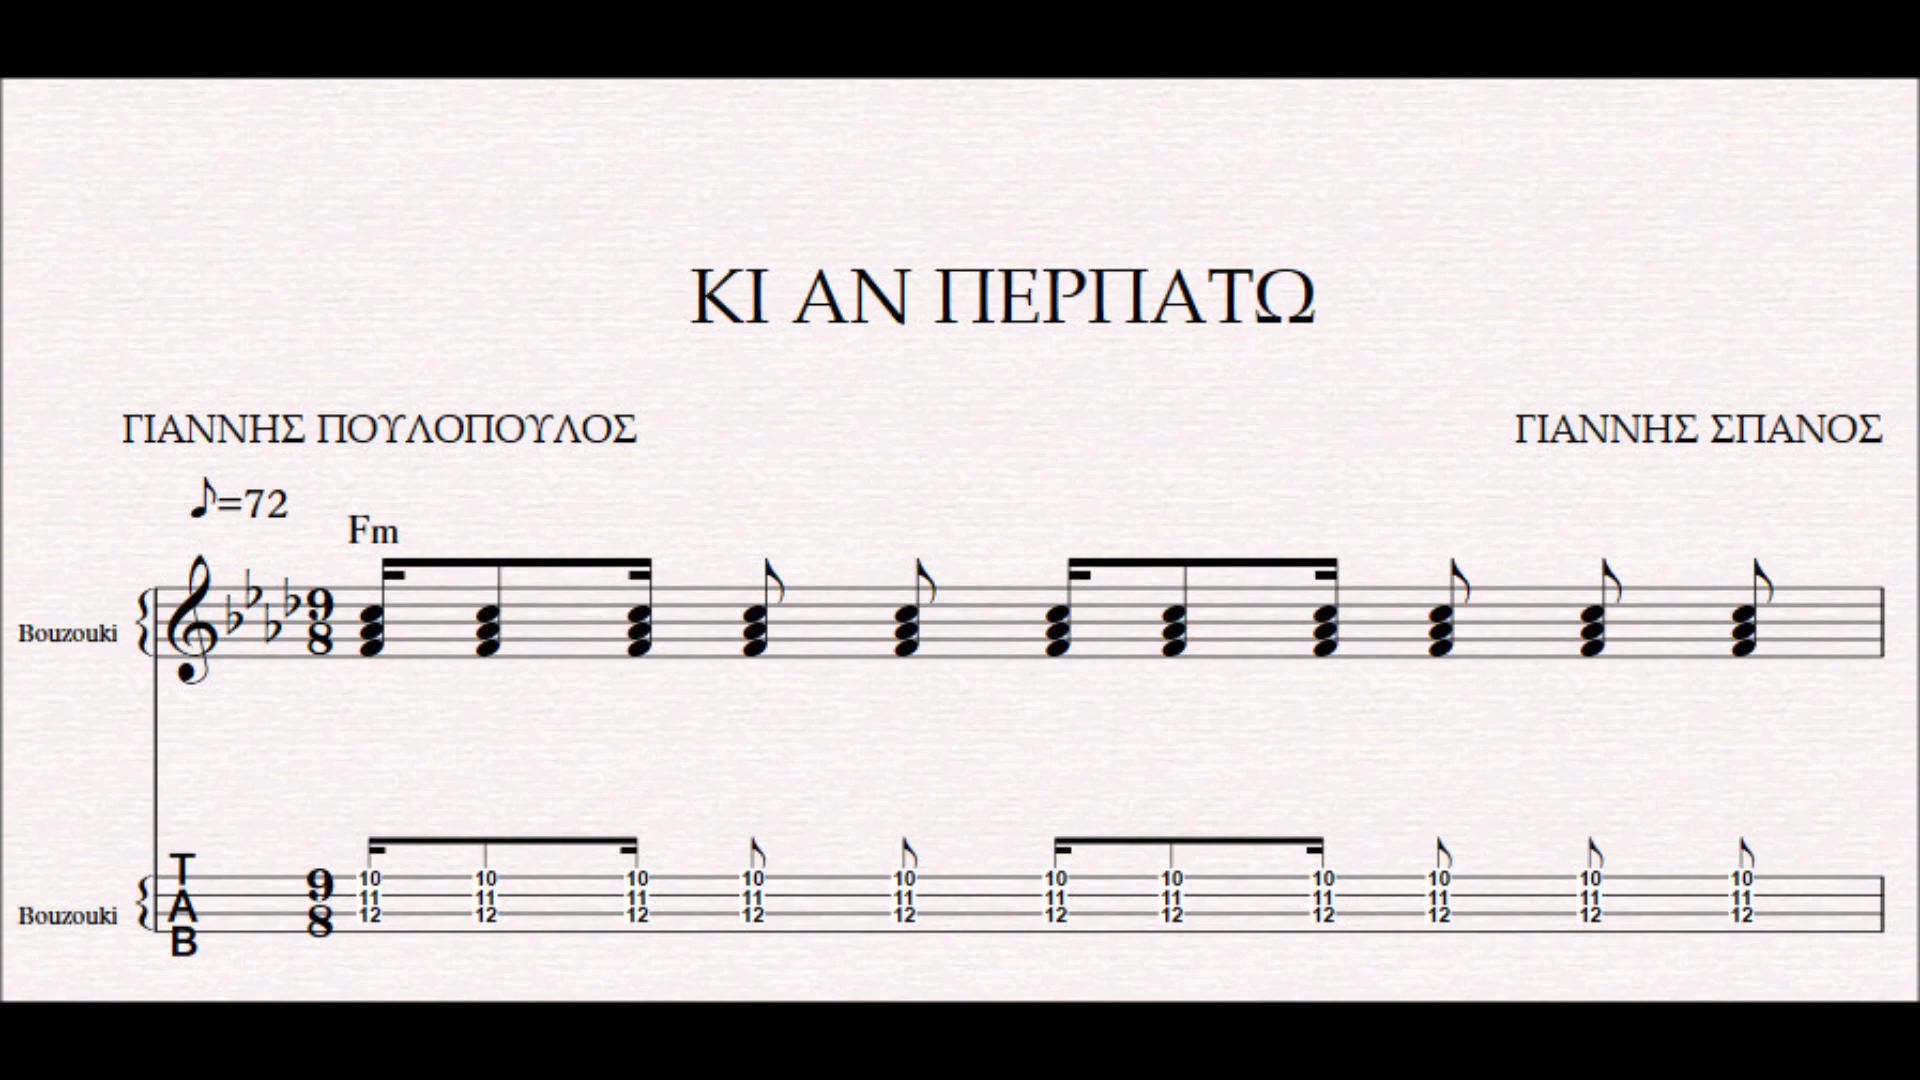 ΚΙ ΑΝ ΠΕΡΠΑΤΩ
ΓΙΑΝΝΗΣ ΠΟΥΛΟΠΟΥΛΟΣ
ΓΙΑΝΝΗΣ ΣΠΑΝΟΣ
♪=72
Fm
Bouzouki
9
8
T
A
B
Bouzouki
9
8
10 10 10 10 10 10 10 10 10 10 10
11 11 11 11 11 11 11 11 11 11 11
12 12 12 12 12 12 12 12 12 12 12